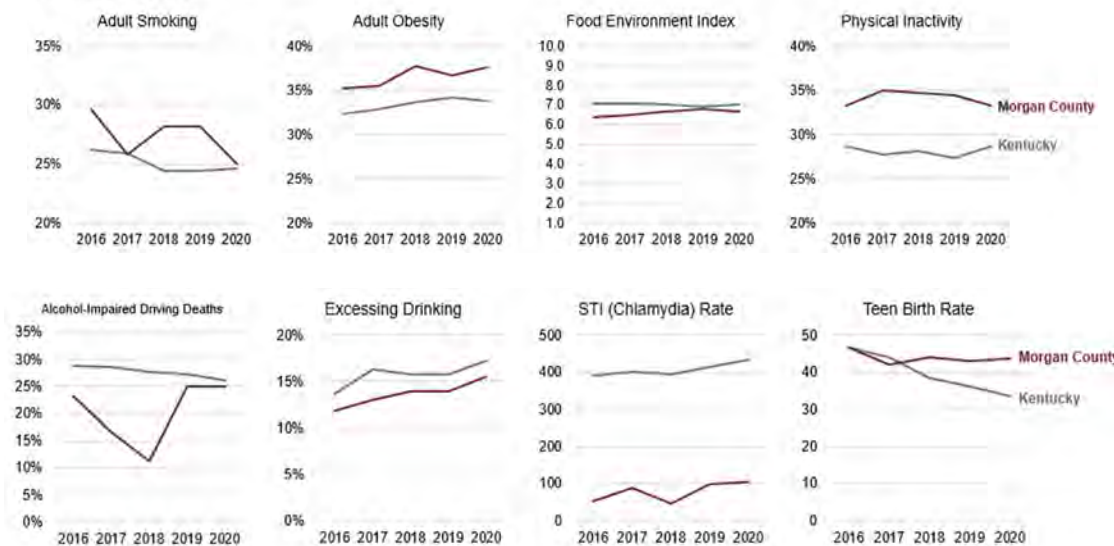 Adult Smoking
35%
30%
25%
20%
2016 2017 2018 2019 2020
Adult Obesity
40%
35%
30%
25%
20%
2016 2017 2018 2019 2020
Food Environment Index
10.0
9.0
8.0
7.0
6.0
5.0
4.0
3.0
2.0
1.0
2016 2017 2018 2019 2020
Physical Inactivity
40%
35%
30%
25%
20%
Morgan County
Kentucky
2016 2017 2018 2019 2020
Alcohol-Impaired Driving Deaths
35%
30%
25%
20%
15%
10%
5%
0%
2016 2017 2018 2019 2020
Excessing Drinking
20%
15%
10%
5%
0%
2016 2017 2018 2019 2020
STI (Chlamydia) Rate
500
400
300
200
100
0
2016 2017 2018 2019 2020
Teen Birth Rate
50
40
30
20
10
0
Morgan County
Kentucky
2016 2017 2018 2019 2020